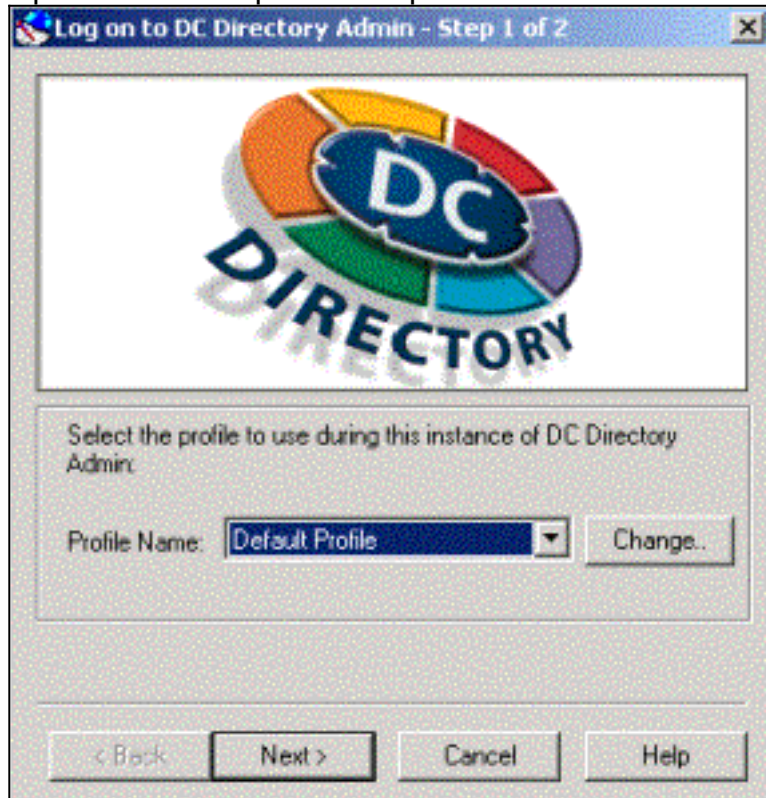 Log on to DC Directory Admin - Step 1 of 2
DC
DIRECTORY
Select the profile to use during this instance of DC Directory
Admin:
Profile Name: Default Profile Change..
< Back Next > Cancel Help